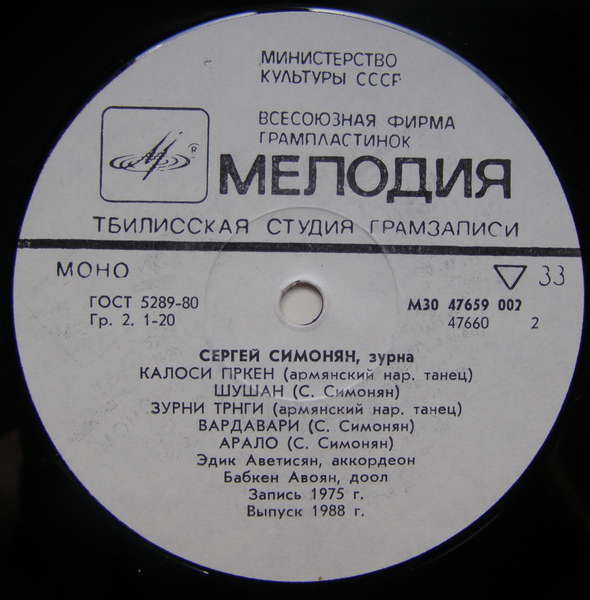 МИНИСТЕРСТВО
КУЛЬТУРЫ СССР
ВСЕСОЮЗНАЯ ФИРМА
ГРАМПЛАСТИНОК
®
МЕЛОДИЯ
ТБИЛИССКАЯ СТУДИЯ ГРАМЗАПИСИ
МОНО
33
ГОСТ 5289-80
М30 47659 002
Гр. 2. 1-20
47660 2
СЕРГЕЙ СИМОНЯН, зурна
КАЛОСИ ПРКЕН (армянский нар. танец)
ШУШАН (С. Симонян)
ЗУРНИ ТРНГИ (армянский нар. танец)
ВАРДАВАРИ (С. Симонян)
АРАЛО (С. Симонян)
Эдик Аветисян, аккордеон
Бабкен Авоян, доол
Запись 1975 г.
Выпуск 1988 г.